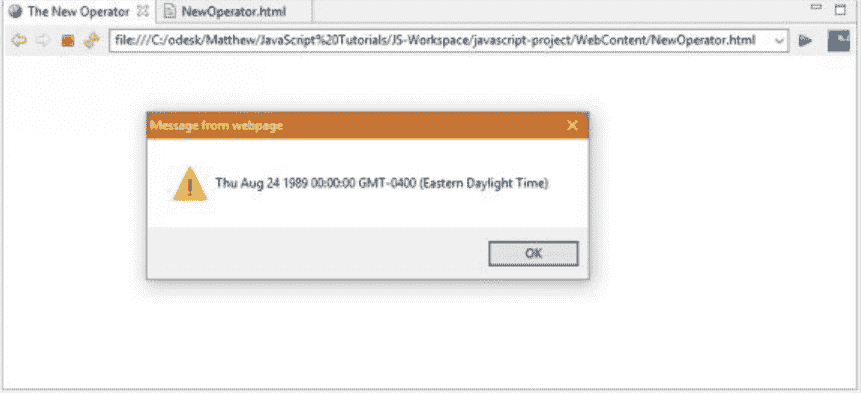 The New Operator NewOperator.html
file:///C:/odesk/Matthew/JavaScript%20Tutorials/JS-Workspace/javascript-project/WebContent/NewOperator.html
Message from webpage
Thu Aug 24 1989 00:00:00 GMT-0400 (Eastern Daylight Time)
OK